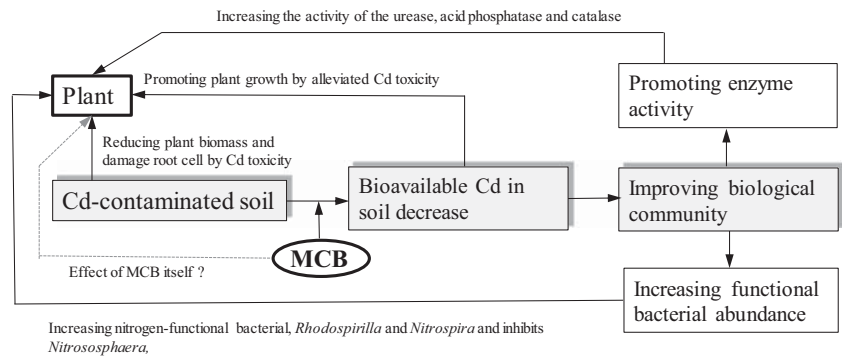 Increasing the activity of the urease, acid phosphatase and catalase
Promoting plant growth by alleviated Cd toxicity
Plant
Promoting enzyme
activity
Reducing plant biomass and
damage root cell by Cd toxicity
Cd-contaminated soil
Bioavailable Cd in
soil decrease
Improving biological
community
MCB
Effect of MCB itself ?
Increasing functional
bacterial abundance
Increasing nitrogen-functional bacterial, Rhodospirilla and Nitrospira and inhibits
Nitrososphaera,